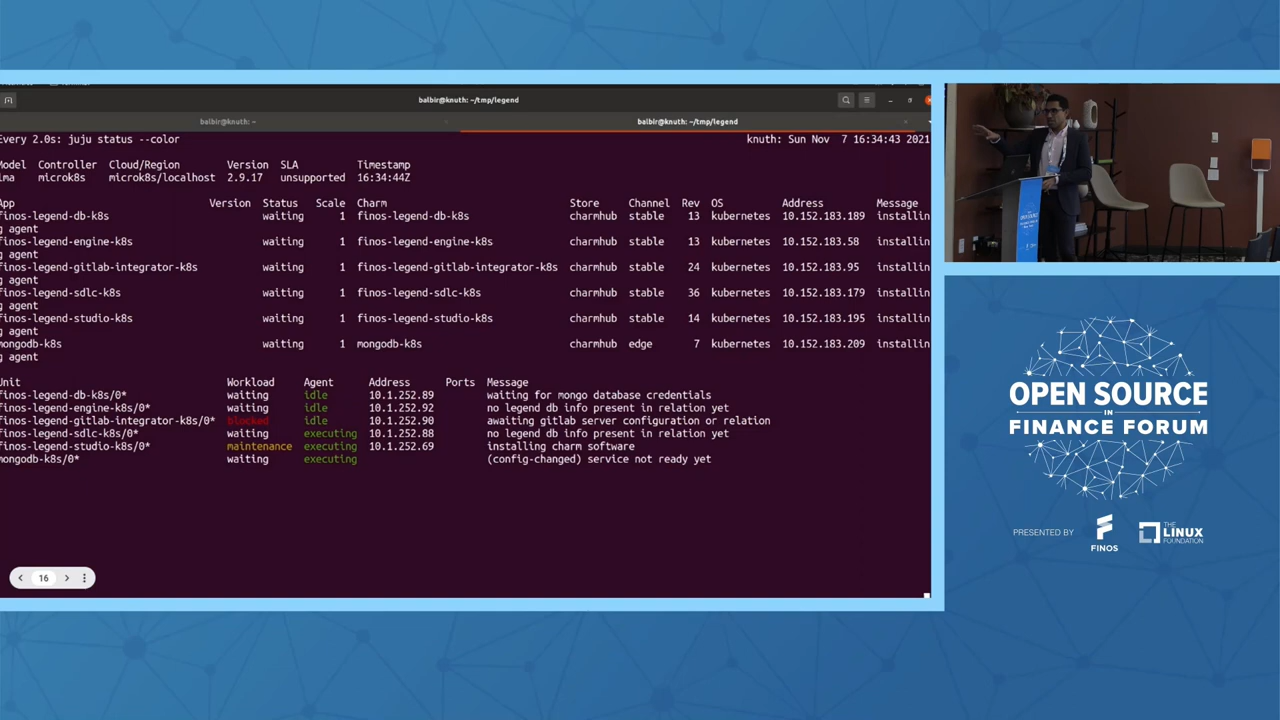 balbir@knuth: ~/tmp/legend
balbir@knuth: ~
balbir@knuth: ~/tmp/legend
Every 2.0s: juju status --color knuth: Sun Nov 7 16:34:43 2021
Model Controller Cloud/Region Version SLA Timestamp
lma microk8s microk8s/localhost 2.9.17 unsupported 16:34:44Z
App Version Status Scale Charm Store Channel Rev OS Address Message
finos-legend-db-k8s waiting 1 finos-legend-db-k8s charmhub stable 13 kubernetes 10.152.183.189 installin
g agent
finos-legend-engine-k8s waiting 1 finos-legend-engine-k8s charmhub stable 13 kubernetes 10.152.183.58 installin
g agent
finos-legend-gitlab-integrator-k8s waiting 1 finos-legend-gitlab-integrator-k8s charmhub stable 24 kubernetes 10.152.183.95 installin
g agent
finos-legend-sdlc-k8s waiting 1 finos-legend-sdlc-k8s charmhub stable 36 kubernetes 10.152.183.179 installin
g agent
finos-legend-studio-k8s waiting 1 finos-legend-studio-k8s charmhub stable 14 kubernetes 10.152.183.195 installin
g agent
mongodb-k8s waiting 1 mongodb-k8s charmhub edge 7 kubernetes 10.152.183.209 installin
g agent
Unit Workload Agent Address Ports Message
finos-legend-db-k8s/0* waiting idle 10.1.252.89 waiting for mongo database credentials
finos-legend-engine-k8s/0* waiting idle 10.1.252.92 no legend db info present in relation yet
finos-legend-gitlab-integrator-k8s/0* blocked idle 10.1.252.90 awaiting gitlab server configuration or relation
finos-legend-sdlc-k8s/0* waiting executing 10.1.252.88 no legend db info present in relation yet
finos-legend-studio-k8s/0* maintenance executing 10.1.252.69 installing charm software
mongodb-k8s/0* waiting executing (config-changed) service not ready yet
16
OPEN SOURCE
IN
FINANCE FORUM
PRESENTED BY
FINOS
THE
LINUX
FOUNDATION